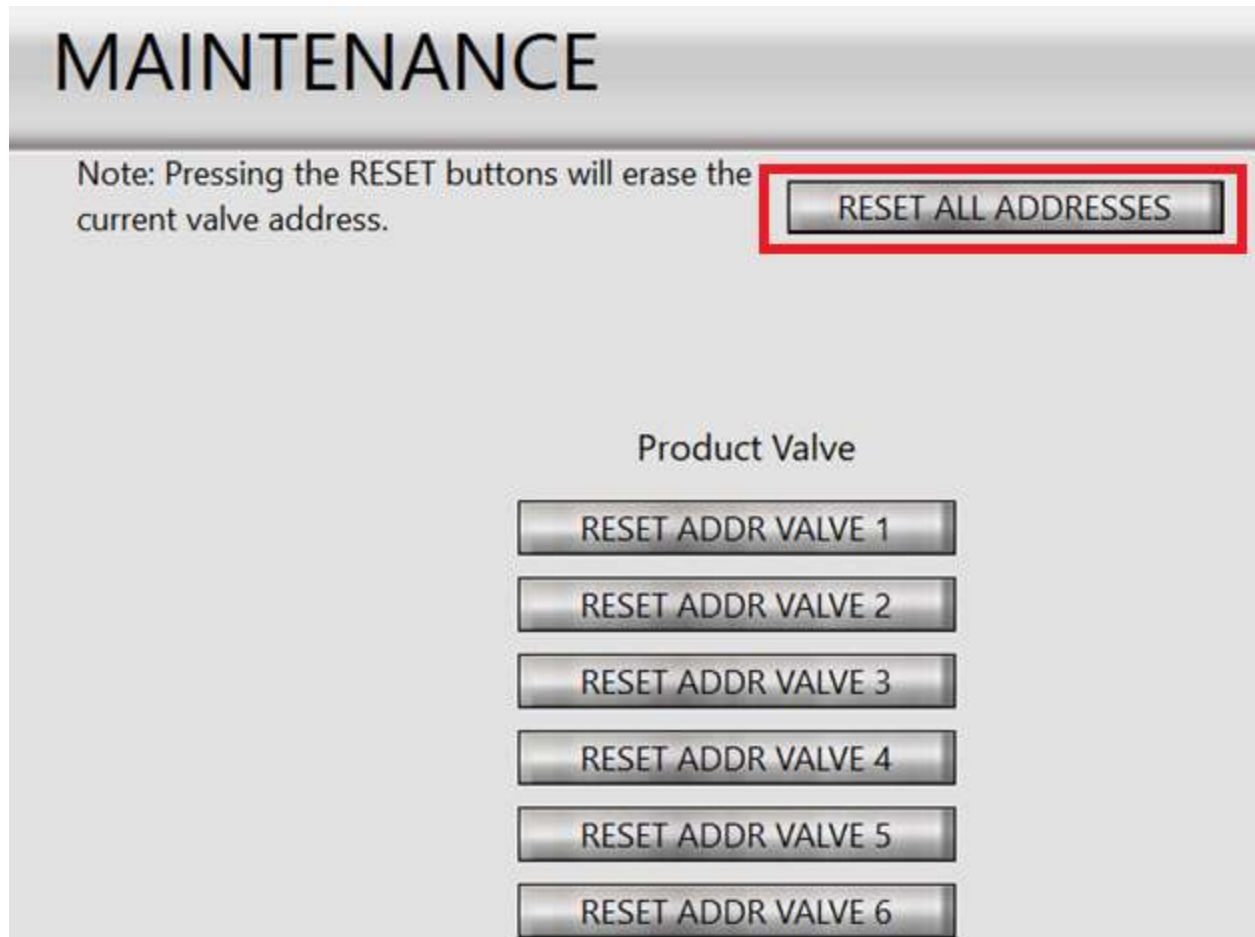 MAINTENANCE
Note: Pressing the RESET buttons will erase the
current valve address.
RESET ALL ADDRESSES
Product Valve
RESET ADDR VALVE 1
RESET ADDR VALVE 2
RESET ADDR VALVE 3
RESET ADDR VALVE 4
RESET ADDR VALVE 5
RESET ADDR VALVE 6